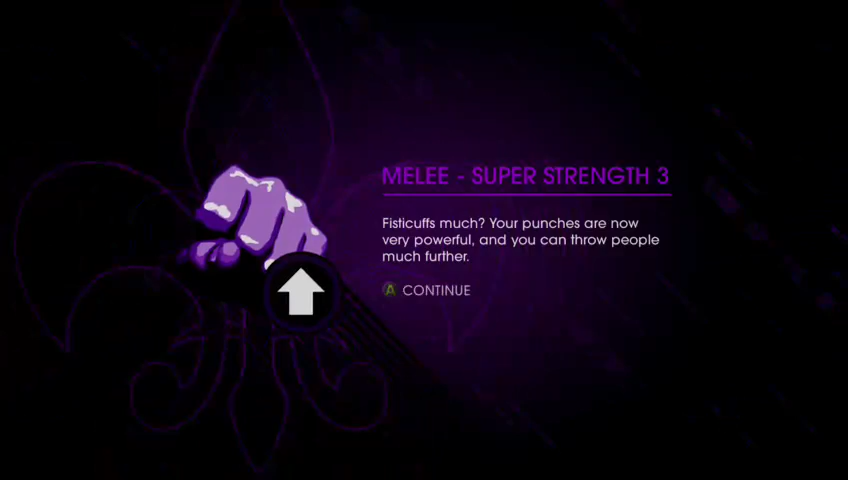 MELEE - SUPER STRENGTH 3
Fisticuffs much? Your punches are now
very powerful, and you can throw people
much further.
A CONTINUE